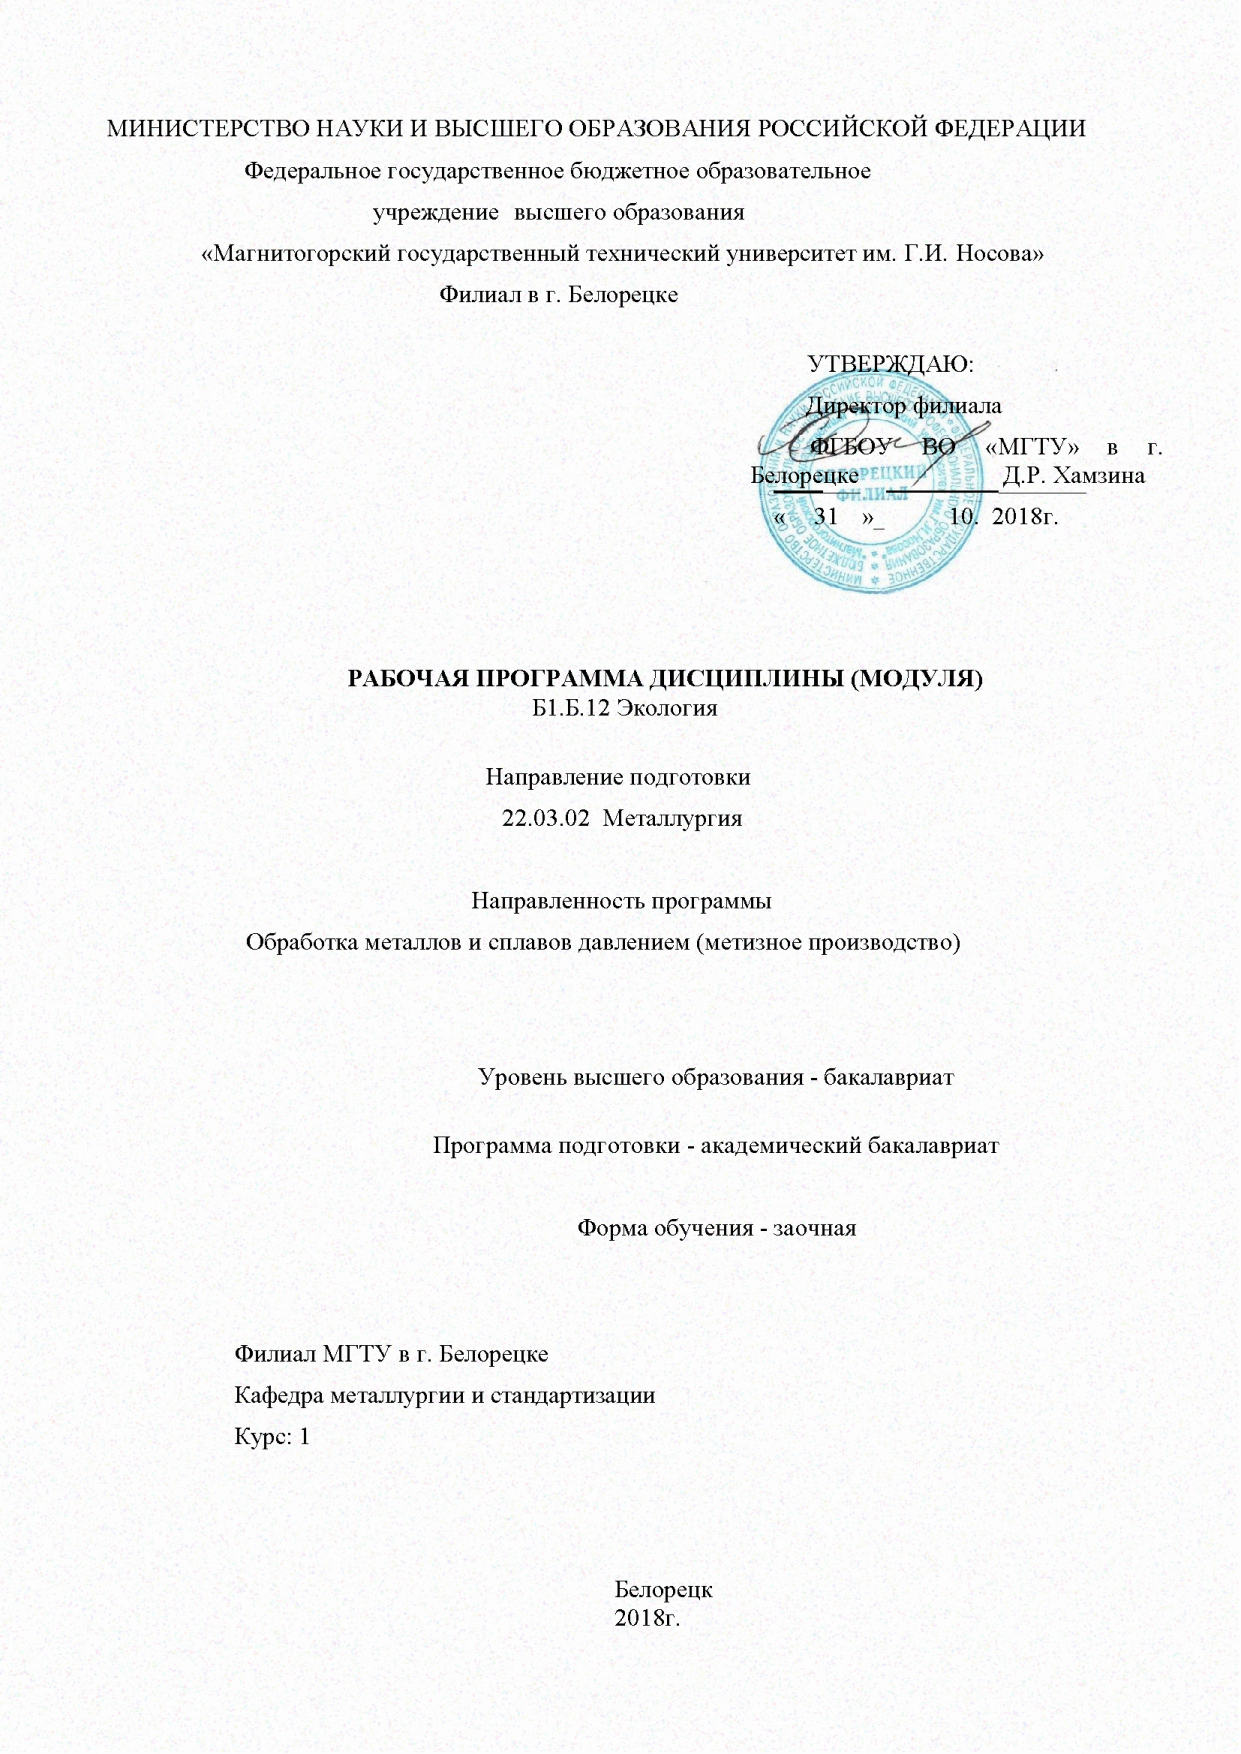 МИНИСТЕРСТВО НАУКИ И ВЫСШЕГО ОБРАЗОВАНИЯ РОССИЙСКОЙ ФЕДЕРАЦИИ
Федеральное государственное бюджетное образовательное
учреждение высшего образования
«Магнитогорский государственный технический университет им. Г.И. Носова»
Филиал в г. Белорецке
УТВЕРЖДАЮ:
Директор филиала
ФГБОУ ВО «МГТУ» в г.
Белорецке Д.Р. Хамзина
« 31 »_ 10. 2018г.
БЕЛОРЕЦКИЙ
ФИЛИАЛ
РАБОЧАЯ ПРОГРАММА ДИСЦИПЛИНЫ (МОДУЛЯ)
Б1.Б.12 Экология
Направление подготовки
22.03.02 Металлургия
Направленность программы
Обработка металлов и сплавов давлением (метизное производство)
Уровень высшего образования - бакалавриат
Программа подготовки - академический бакалавриат
Форма обучения - заочная
Филиал МГТУ в г. Белорецке
Кафедра металлургии и стандартизации
Курс: 1
Белорецк
2018г.